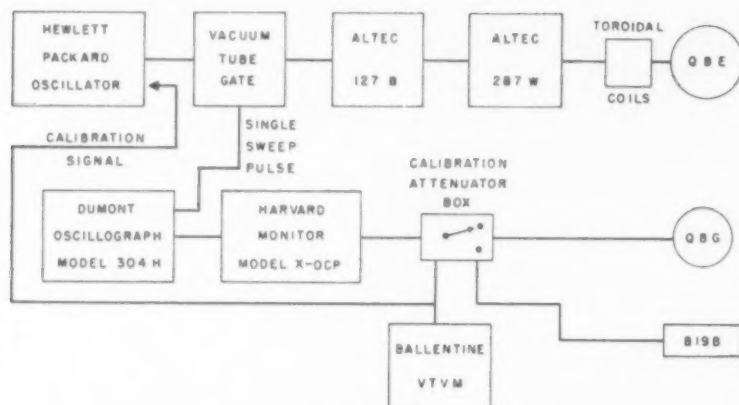 HEWLETT
PACKARD
OSCILLATOR
VACUUM
TUBE
GATE
ALTEC
127 B
ALTEC
287 W
TOROIDAL
COILS
QBE
CALIBRATION
SIGNAL
SINGLE
SWEEP
PULSE
CALIBRATION
ATTENUATOR
BOX
DUMONT
OSCILLOGRAPH
MODEL 304 H
HARVARD
MONITOR
MODEL X-OCP
QBG
BALLENTINE
VTVM
B19B